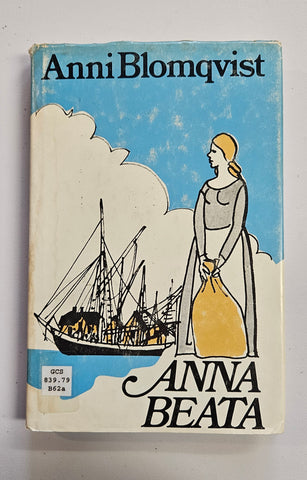 Anni Blomqvist
ANNA
BEATA
GCS
839.79
B62a